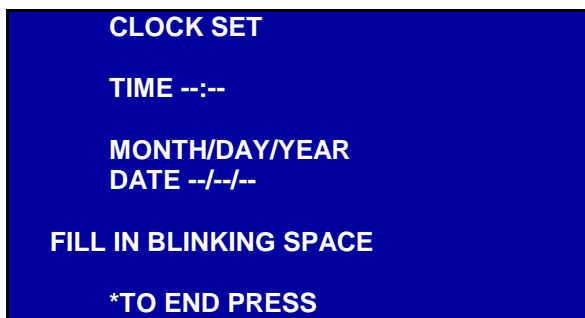 CLOCK SET
TIME --:--
MONTH/DAY/YEAR
DATE --/--/--
FILL IN BLINKING SPACE
*TO END PRESS